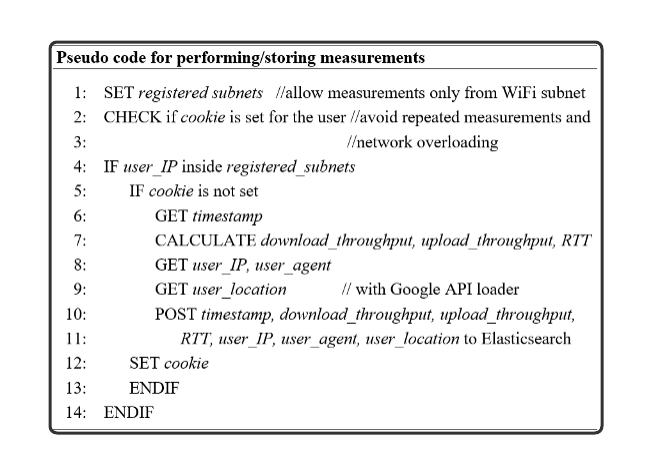 Pseudo code for performing/storing measurements
1: SET registered subnets //allow measurements only from WiFi subnet
2: CHECK if cookie is set for the user //avoid repeated measurements and
3: //network overloading
4: IF user_IP inside registered_subnets
5: IF cookie is not set
6: GET timestamp
7: CALCULATE download_throughput, upload_throughput, RTT
8: GET user_IP, user_agent
9: GET user_location // with Google API loader
10: POST timestamp, download_throughput, upload_throughput,
11: RTT, user_IP, user_agent, user_location to Elasticsearch
12: SET cookie
13: ENDIF
14: ENDIF